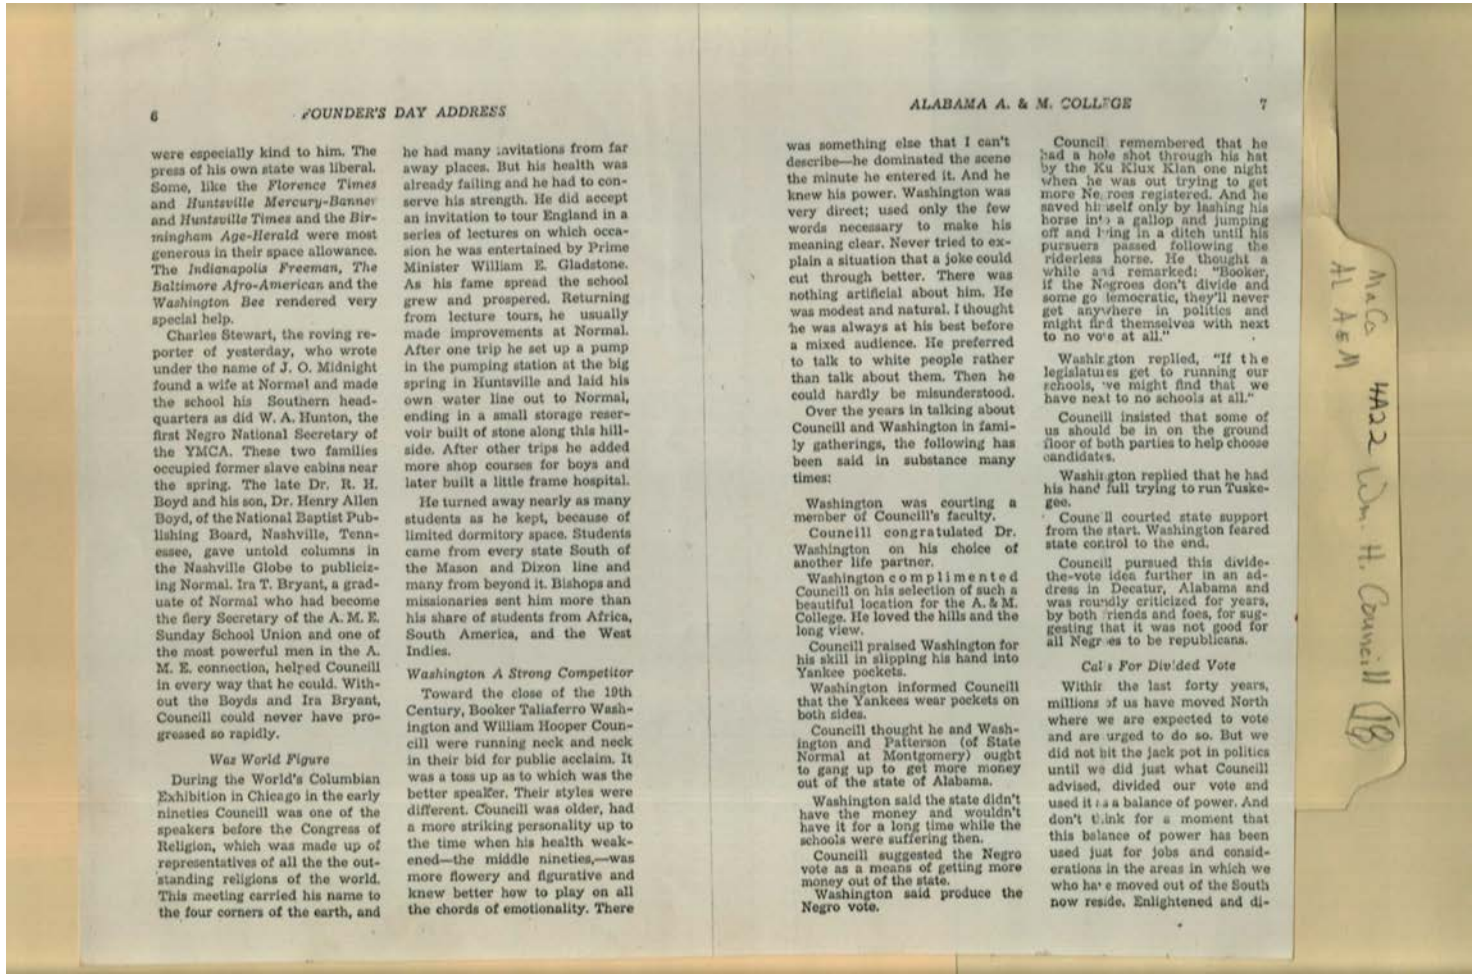 6
FOUNDER'S DAY ADDRESS
were especially kind to him. The
press of his own state was liberal.
Some, like the Florence Times
and Huntsville Mercury-Banner
and Huntsville Times and the Bir-
mingham Age-Herald were most
generous in their space allowance.
The Indianapolis Freeman, The
Baltimore Afro-American and the
Washington Bee rendered very
special help.
Charles Stewart, the roving re-
porter of yesterday, who wrote
under the name of J. O. Midnight
found a wife at Normal and made
the school his Southern head-
quarters as did W. A. Hunton, the
first Negro National Secretary of
the YMCA. These two families
occupied former slave cabins near
the spring. The late Dr. R. H.
Boyd and his son, Dr. Henry Allen
Boyd, of the National Baptist Pub-
lishing Board, Nashville, Tenn-
essee, gave untold columns in
the Nashville Globe to publiciz-
ing Normal. Ira T. Bryant, a grad-
uate of Normal who had become
the fiery Secretary of the A. M. E.
Sunday School Union and one of
the most powerful men in the A.
M. E. connection, helped Councill
in every way that he could. With-
out the Boyds and Ira Bryant,
Councill could never have pro-
gressed so rapidly.
Was World Figure
During the World's Columbian
Exhibition in Chicago in the early
nineties Councill was one of the
speakers before the Congress of
Religion, which was made up of
representatives of all the the out-
standing religions of the world.
This meeting carried his name to
the four corners of the earth, and
he had many invitations from far
away places. But his health was
already failing and he had to con-
serve his strength. He did accept
an invitation to tour England in a
series of lectures on which occa-
sion he was entertained by Prime
Minister William E. Gladstone.
As his fame spread the school
grew and prospered. Returning
from lecture tours, he usually
made improvements at Normal.
After one trip he set up a pump
in the pumping station at the big
spring in Huntsville and laid his
own water line out to Normal,
ending in a small storage reser-
voir built of stone along this hill-
side. After other trips he added
more shop courses for boys and
later built a little frame hospital.
He turned away nearly as many
students as he kept, because of
limited dormitory space. Students
came from every state South of
the Mason and Dixon line and
many from beyond it. Bishops and
missionaries sent him more than
his share of students from Africa,
South America, and the West
Indies.
Washington A Strong Competitor
Toward the close of the 19th
Century, Booker Taliaferro Wash-
ington and William Hooper Coun-
cill were running neck and neck
in their bid for public acclaim. It
was a toss up as to which was the
better speaker. Their styles were
different. Councill was older, had
a more striking personality up to
the time when his health weak-
ened—the middle nineties,—was
more flowery and figurative and
knew better how to play on all
the chords of emotionality. There
ALABAMA A. & M. COLLEGE
7
was something else that I can't
describe—he dominated the scene
the minute he entered it. And he
knew his power. Washington was
very direct; used only the few
words necessary to make his
meaning clear. Never tried to ex-
plain a situation that a joke could
cut through better. There was
nothing artificial about him. He
was modest and natural. I thought
he was always at his best before
a mixed audience. He preferred
to talk to white people rather
than talk about them. Then he
could hardly be misunderstood.
Over the years in talking about
Councill and Washington in fami-
ly gatherings, the following has
been said in substance many
times:
Washington was courting a
member of Councill's faculty.
Councill congratulated Dr.
Washington on his choice of
another life partner.
Washington complimented
Council on his selection of such a
beautiful location for the A. & M.
College. He loved the hills and the
long view.
Councill praised Washington for
his skill in slipping his hand into
Yankee pockets.
Washington informed Councill
that the Yankees wear pockets on
both sides.
Councill thought he and Wash-
ington and Patterson (of State
Normal at Montgomery) ought
to gang up to get more money
out of the state of Alabama.
Washington said the state didn't
have the money and wouldn't
have it for a long time while the
schools were suffering then.
Councill suggested the Negro
vote as a means of getting more
money out of the state.
Washington said produce the
Negro vote.
Council remembered that he
had a hole shot through his hat
by the Ku Klux Klan one night
when he was out trying to get
more Negroes registered. And he
saved himself only by lashing his
horse into a gallop and jumping
off and lying in a ditch until his
pursuers passed following the
riderless horse. He thought a
while and remarked: "Booker,
if the Negroes don't divide and
some go democratic, they'll never
get anywhere in politics and
might find themselves with next
to no vote at all."
Washington replied, "If the
legislatures get to running our
schools, we might find that we
have next to no schools at all."
Councill insisted that some of
us should be in on the ground
floor of both parties to help choose
candidates.
Washington replied that he had
his hand full trying to run Tuske-
gee.
Councill courted state support
from the start. Washington feared
state control to the end.
Councill pursued this divide-
the-vote idea further in an ad-
dress in Decatur, Alabama and
was roundly criticized for years,
by both friends and foes, for sug-
gesting that it was not good for
all Negroes to be republicans.
Calls For Divided Vote
Within the last forty years,
millions of us have moved North
where we are expected to vote
and are urged to do so. But we
did not hit the jack pot in politics
until we did just what Councill
advised, divided our vote and
used it as a balance of power. And
don't think for a moment that
this balance of power has been
used just for jobs and consid-
erations in the areas in which we
who have moved out of the South
now reside. Enlightened and di-
MaCo 4A22 Wm. H. Councill 1B
AL A&M